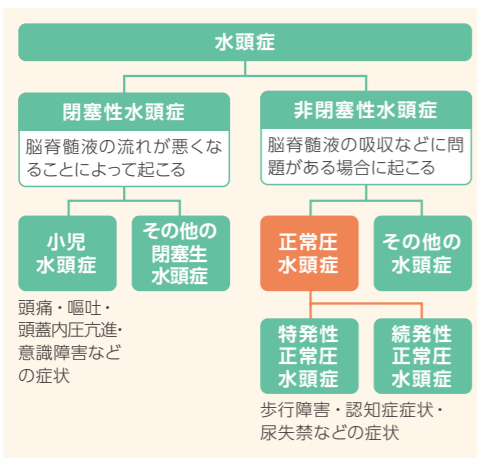 水頭症
閉塞性水頭症
脳脊髄液の流れが悪くな
ることによって起こる
非閉塞性水頭症
脳脊髄液の吸収などに問
題がある場合に起こる
小児
水頭症
その他の
閉塞生
水頭症
正常圧
水頭症
その他の
水頭症
頭痛・嘔吐・
頭蓋内圧亢進・
意識障害など
の症状
特発性
正常圧
水頭症
続発性
正常圧
水頭症
歩行障害・認知症症状・
尿失禁などの症状